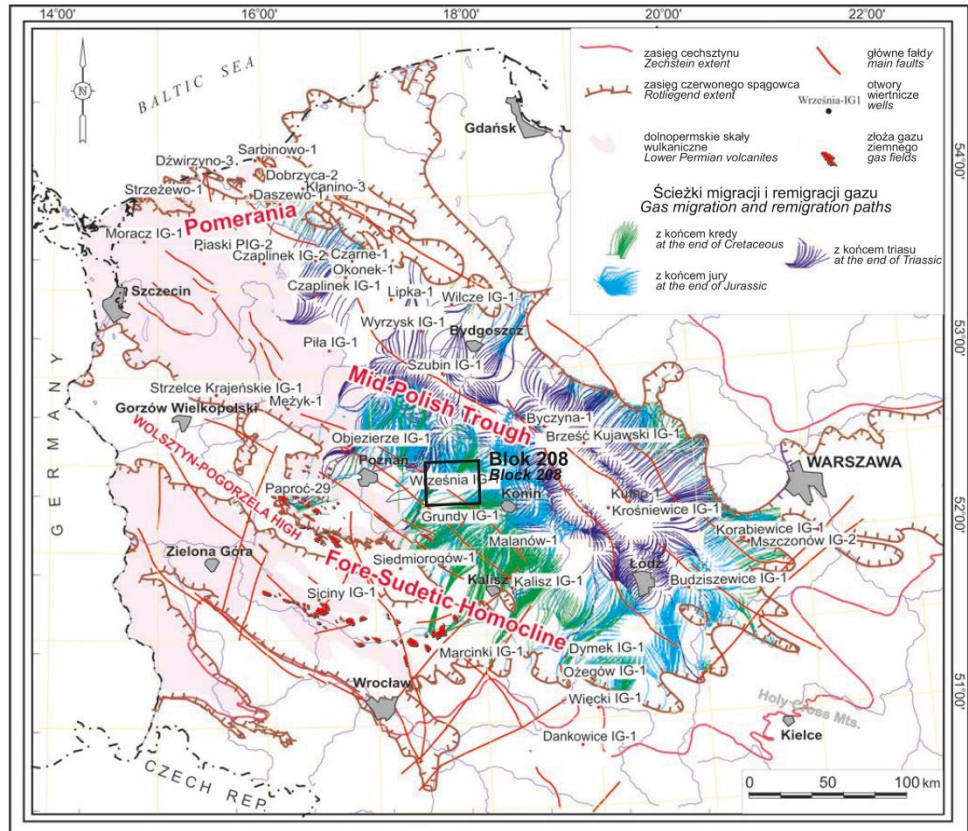 14°00' 16°00' 18°00' 20°00' 22°00'
N
BALTIC SEA
zasięg cechsztynu
Zechstein extent
zasięg czerwonego spągowca
Rotliegend extent
dolnopermskie skały
wulkaniczne
Lower Permian volcanites
główne fałdy
main faults
Września-IG1
otwory
wiertnicze
wells
złoża gazu
ziemnego
gas fields
Ścieżki migracji i remigracji gazu
Gas migration and remigration paths
z końcem kredy
at the end of Cretaceous
z końcem jury
at the end of Jurassic
z końcem triasu
at the end of Triassic
Gdańsk
54°00'
Sarbinowo-1
Dźwirzyno-3
Dobrzyca-2
Kłanino-3
Strzeżewo-1
Daszewo-1
Pomerania
Moracz IG-1
Piaski PIG-2
Czarne-1
Czaplinek IG-2
Okonek-1
Szczecin
Czaplinek IG-1
Lipka-1
Wilcze IG-1
Wyrzysk IG-1
Bydgoszcz
53°00'
Piła IG-1
Szubin IG-1
GERMANY
Mid-Polish Trough
Strzelce Krajeńskie IG-1
Mężyk-1
Gorzów Wielkopolski
Byczyna-1
Brześć Kujawski IG-1
WOLSZTYN-POGORZELA HIGH
Objezierze IG-1
Blok 208
Block 208
Poznań
Września IG-
WARSZAWA
Paproć-29
Konin
Kutno-1
Krośniewice IG-1
52°00'
Grundy IG-1
Korabiewice IG-1
Mszczonów IG-2
Malanów-1
Zielona Góra
Siedmiorogów-1
Łódź
Fore-Sudetic Homocline
Kalisz
Kalisz IG-1
Budziszewice IG-1
Siciny IG-1
Marcinki IG-1
Dymek IG-1
Ożegów IG-1
Wrocław
Więcki IG-1
51°00'
Holy-Cross Mts.
Kielce
Dankowice IG-1
CZECH REP.
0 50 100 km